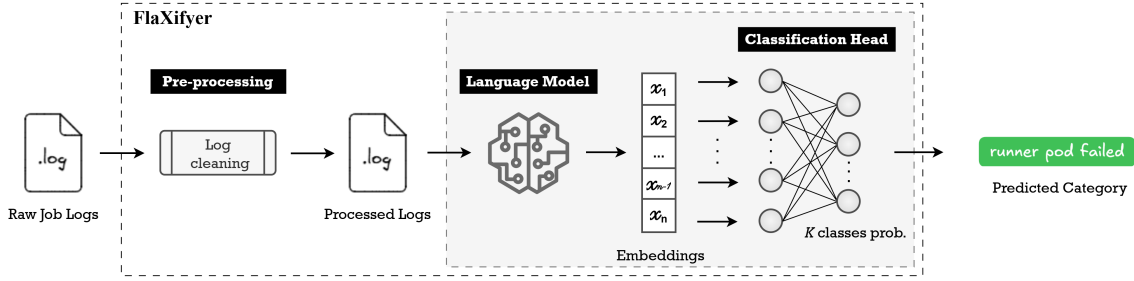 FlaXifyer
Classification Head
Pre-processing
Language Model
.log
Log
cleaning
.log
x1
x2
...
xm-1
xn
runner pod failed
Raw Job Logs
Processed Logs
Predicted Category
K classes prob.
Embeddings